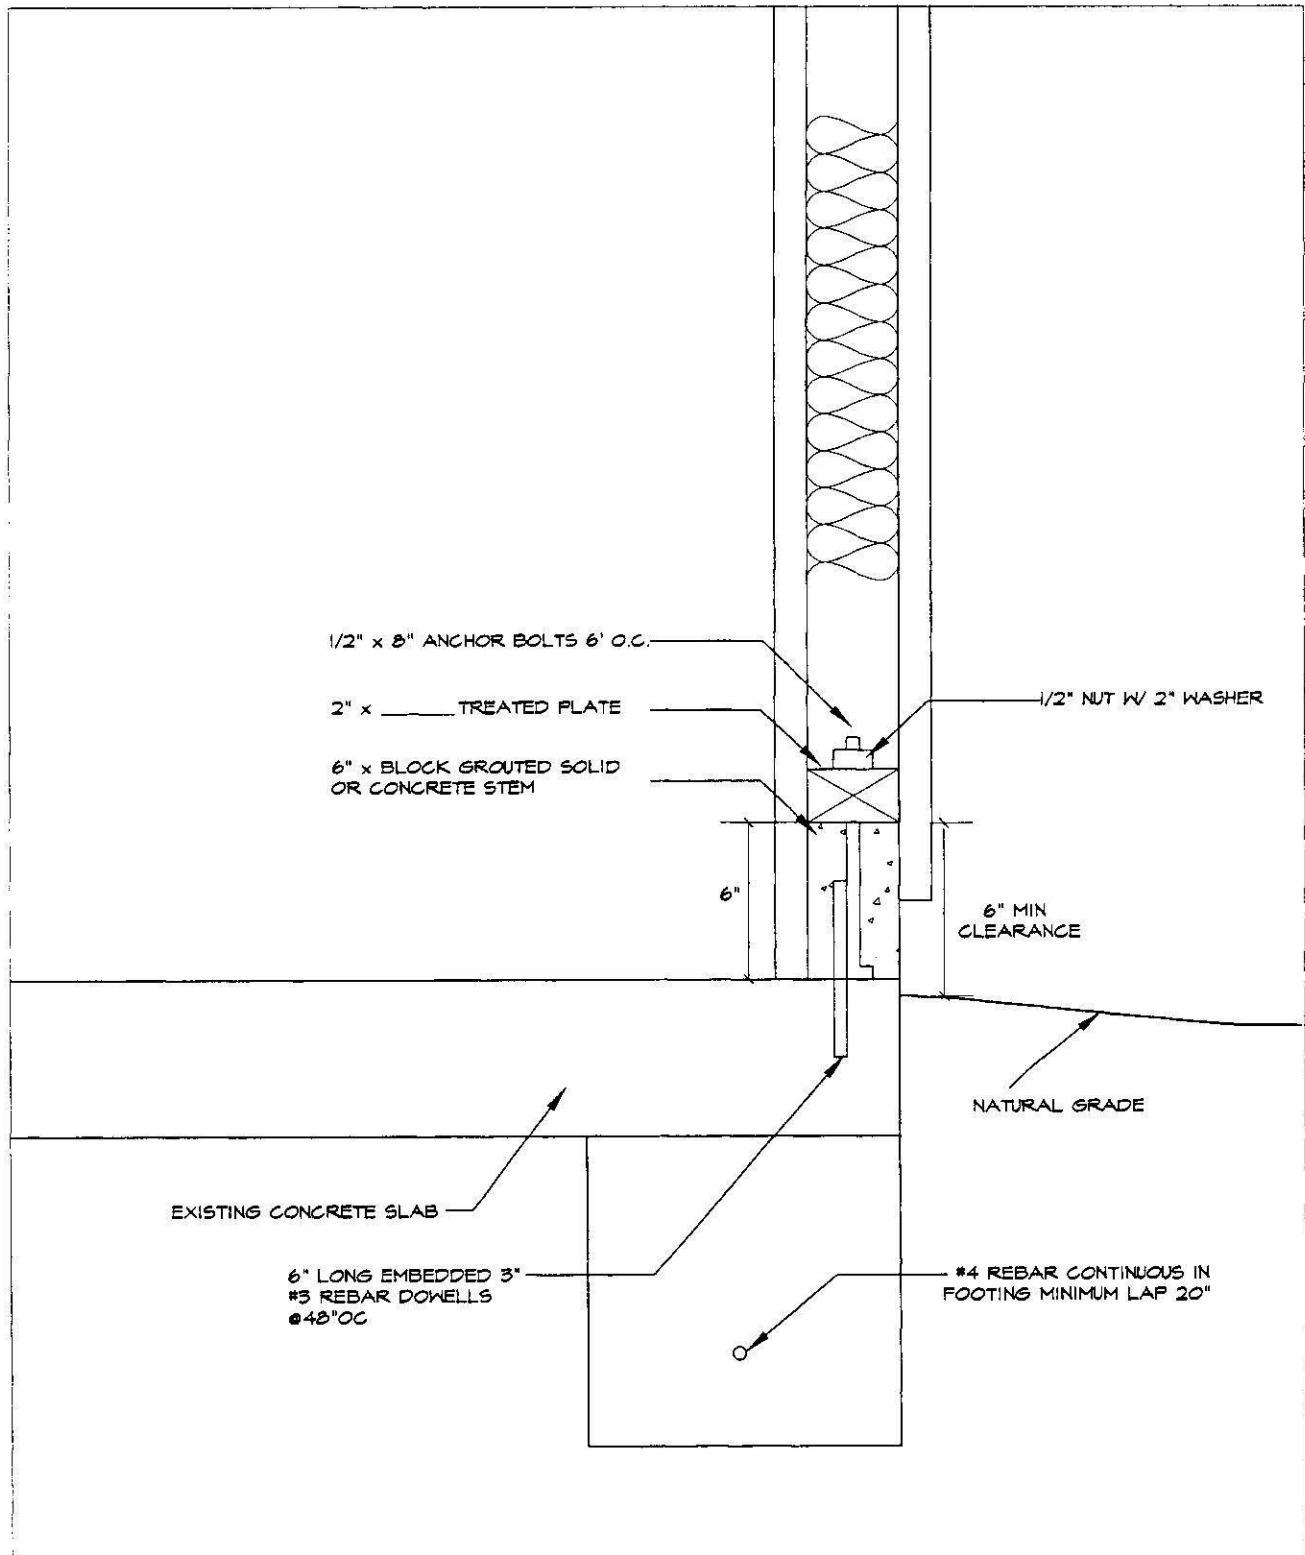 1/2" x 8" ANCHOR BOLTS 6' O.C.
2" x ______ TREATED PLATE
1/2" NUT W/ 2" WASHER
6" x BLOCK GROUTED SOLID
OR CONCRETE STEM
6"
6" MIN
CLEARANCE
NATURAL GRADE
EXISTING CONCRETE SLAB
6" LONG EMBEDDED 3"
#3 REBAR DOWELLS
@48"OC
#4 REBAR CONTINUOUS IN
FOOTING MINIMUM LAP 20"